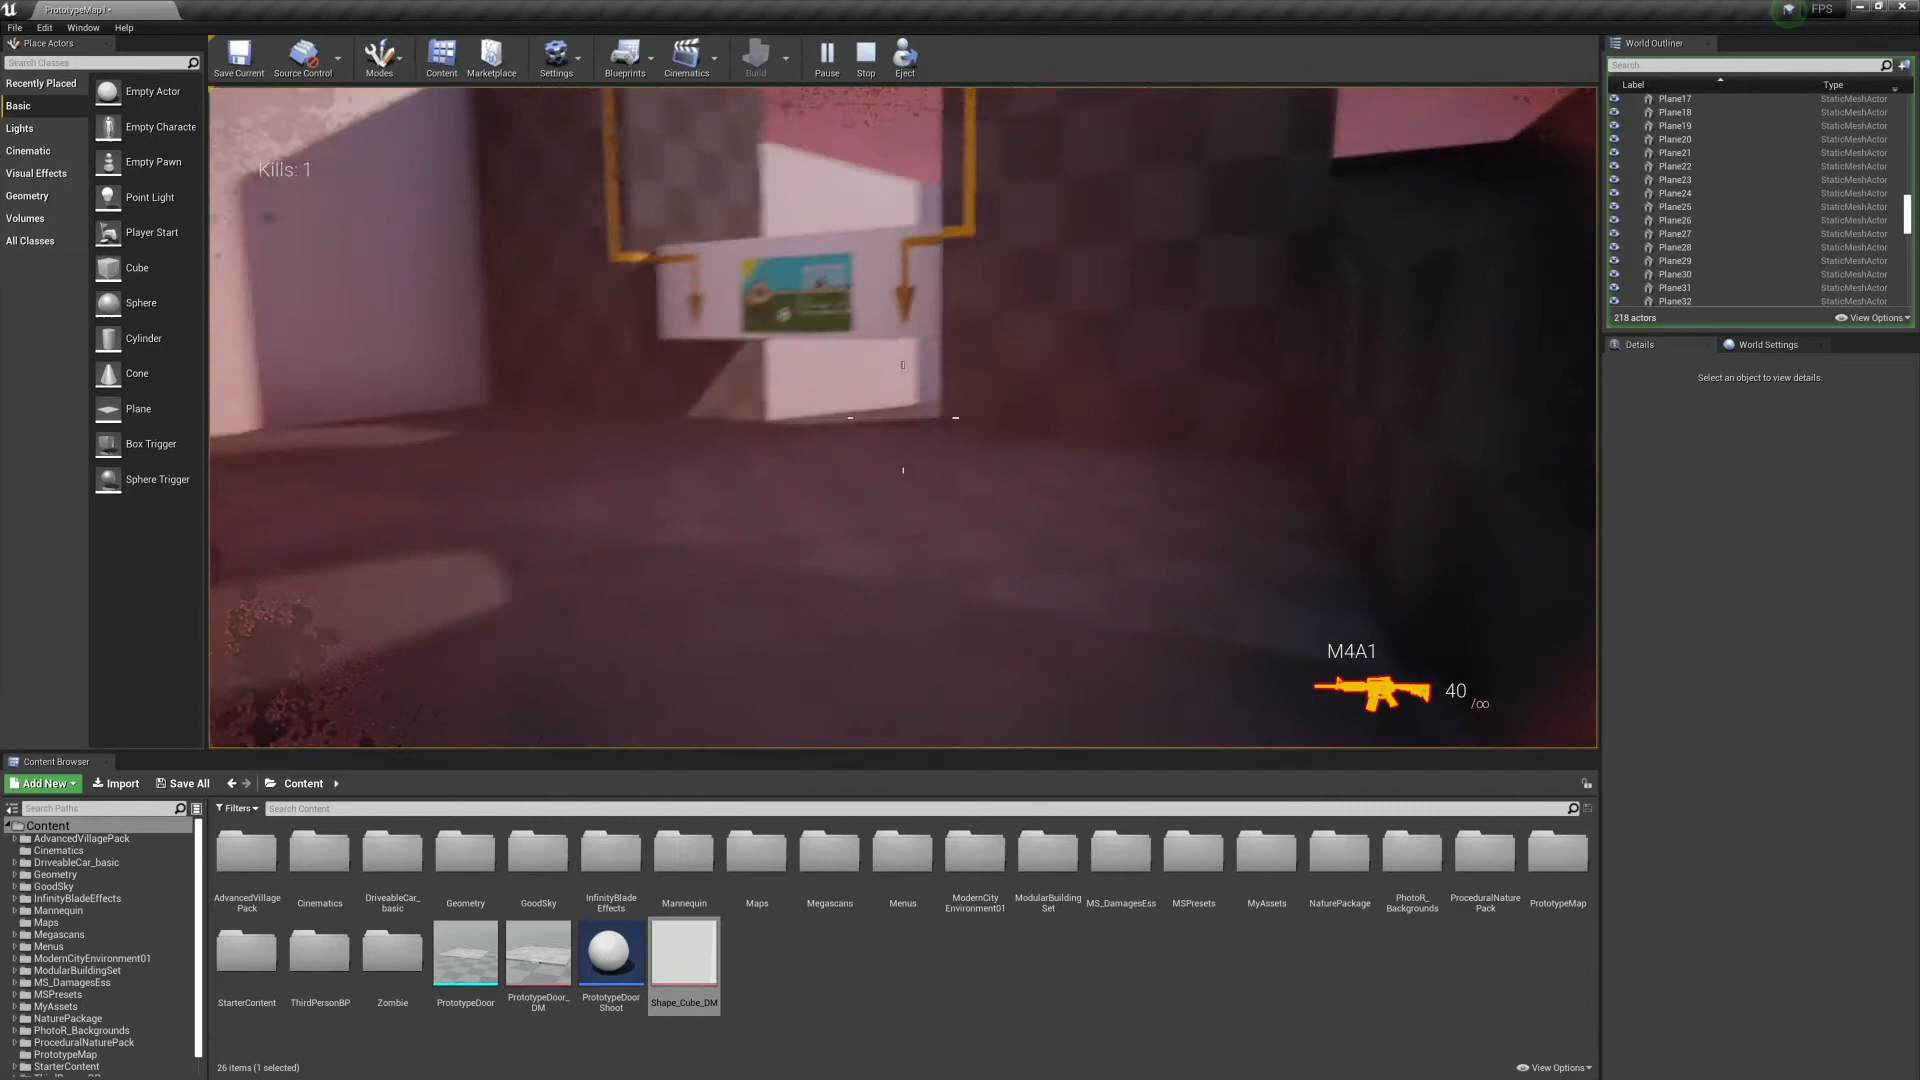 PrototypeMap1•
FPS
File Edit Window Help
Place Actors
Search Classes
Recently Placed
Basic
Lights
Cinematic
Visual Effects
Geometry
Volumes
All Classes
Empty Actor
Empty Characte
Empty Pawn
Point Light
Player Start
Cube
Sphere
Cylinder
Cone
Plane
Box Trigger
Sphere Trigger
Save Current
Source Control
Modes
Content
Marketplace
Settings
Blueprints
Cinematics
Build
Pause
Stop
Eject
Kills: 1
M4A1
40
/∞
World Outliner
Search...
Label Type
Plane17 StaticMeshActor
Plane18 StaticMeshActor
Plane19 StaticMeshActor
Plane20 StaticMeshActor
Plane21 StaticMeshActor
Plane22 StaticMeshActor
Plane23 StaticMeshActor
Plane24 StaticMeshActor
Plane25 StaticMeshActor
Plane26 StaticMeshActor
Plane27 StaticMeshActor
Plane28 StaticMeshActor
Plane29 StaticMeshActor
Plane30 StaticMeshActor
Plane31 StaticMeshActor
Plane32 StaticMeshActor
218 actors
View Options
Details
World Settings
Select an object to view details.
Content Browser
Add New
Import
Save All
Content
Search Paths
Filters
Search Content
Content
AdvancedVillagePack
Cinematics
DriveableCar_basic
Geometry
GoodSky
InfinityBladeEffects
Mannequin
Maps
Megascans
Menus
ModernCityEnvironment01
ModularBuildingSet
MS_DamagesEss
MSPresets
MyAssets
NaturePackage
PhotoR_Backgrounds
ProceduralNaturePack
PrototypeMap
StarterContent
AdvancedVillage
Pack
Cinematics
DriveableCar_
basic
Geometry
GoodSky
InfinityBlade
Effects
Mannequin
Maps
Megascans
Menus
ModernCity
Environment01
ModularBuilding
Set
MS_DamagesEss
MSPresets
MyAssets
NaturePackage
PhotoR_
Backgrounds
ProceduralNature
Pack
PrototypeMap
StarterContent
ThirdPersonBP
Zombie
PrototypeDoor
PrototypeDoor_
DM
PrototypeDoor
Shoot
Shape_Cube_DM
26 items (1 selected)
View Options